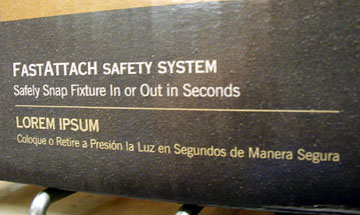 FASTATTACH SAFETY SYSTEM
Safely Snap Fixture In or Out in Seconds
LOREM IPSUM
Coloque o Retire a Presión la Luz en Segundos de Manera Segura